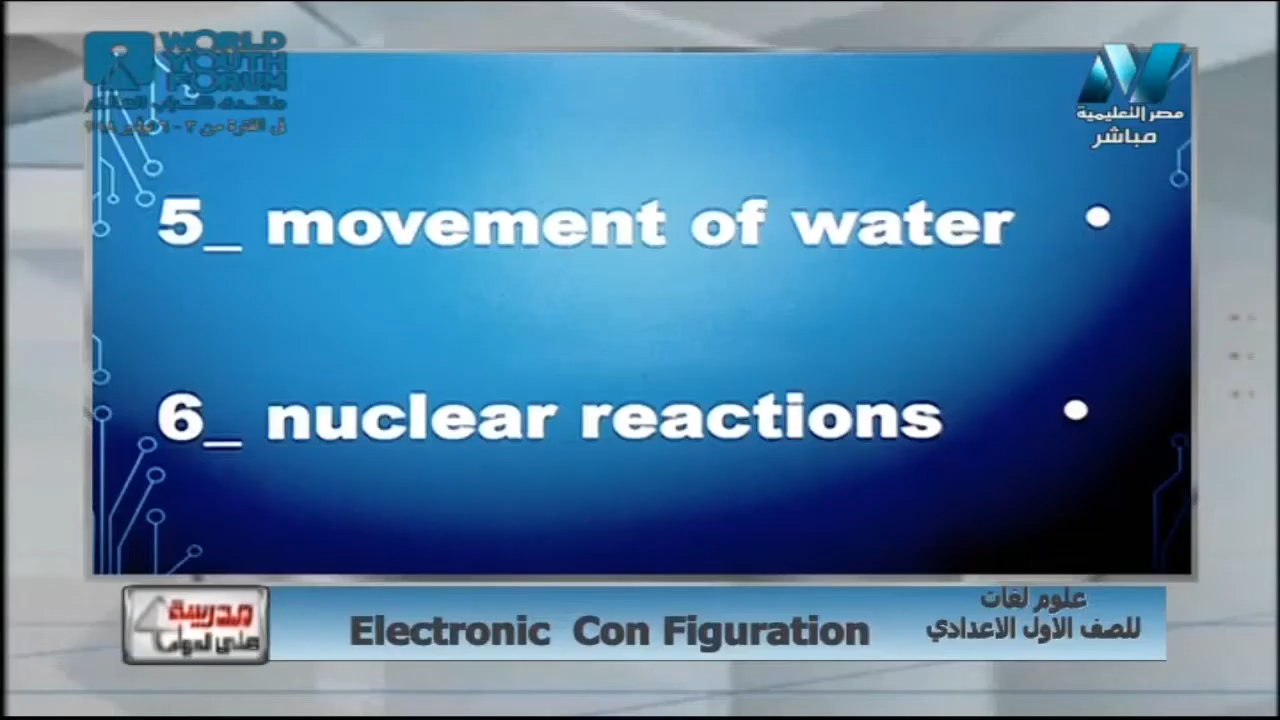 WORLD
YOUTH
FORUM
مصر التعليمية
مباشر
5_ movement of water •
6_ nuclear reactions •
مدرسة
على الهواء
Electronic Con Figuration
علوم لغات
للصف الاول الاعدادي